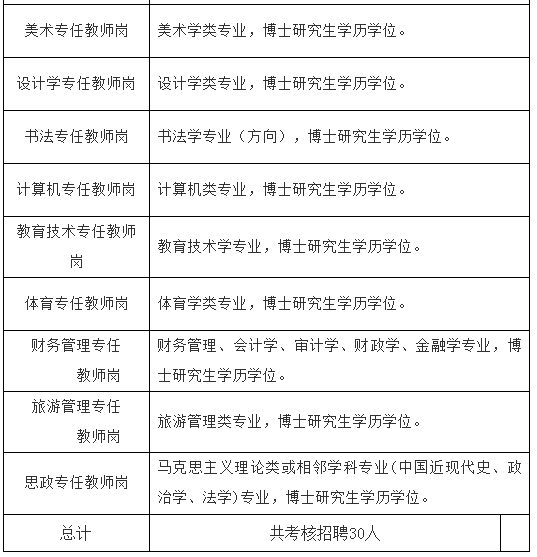 美术专任教师岗
美术学类专业，博士研究生学历学位。
设计学专任教师岗
设计学类专业，博士研究生学历学位。
书法专任教师岗
书法学专业（方向），博士研究生学历学位。
计算机专任教师岗
计算机类专业，博士研究生学历学位。
教育技术专任教师
岗
教育技术学专业，博士研究生学历学位。
体育专任教师岗
体育学类专业，博士研究生学历学位。
财务管理专任
教师岗
财务管理、会计学、审计学、财政学、金融学专业，博
士研究生学历学位。
旅游管理专任
教师岗
旅游管理类专业，博士研究生学历学位。
思政专任教师岗
马克思主义理论类或相邻学科专业(中国近现代史、政
治学、法学)专业，博士研究生学历学位。
总计
共考核招聘30人